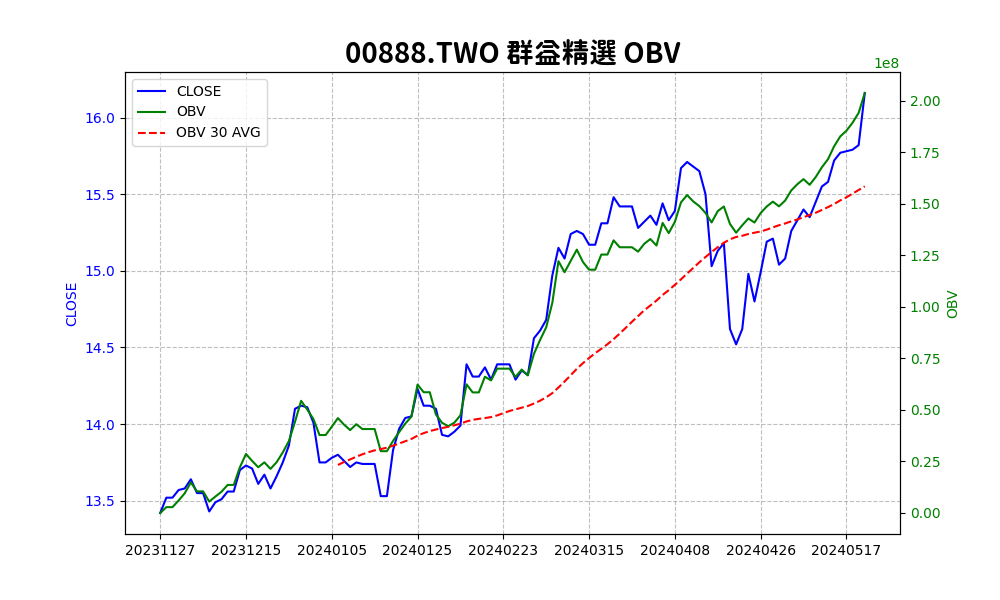 00888.TWO 群益精選 OBV
1e8
CLOSE
OBV
OBV 30 AVG
16.0
15.5
15.0
14.5
14.0
13.5
CLOSE
2.00
1.75
1.50
1.25
1.00
0.75
0.50
0.25
0.00
OBV
20231127 20231215 20240105 20240125 20240223 20240315 20240408 20240426 20240517